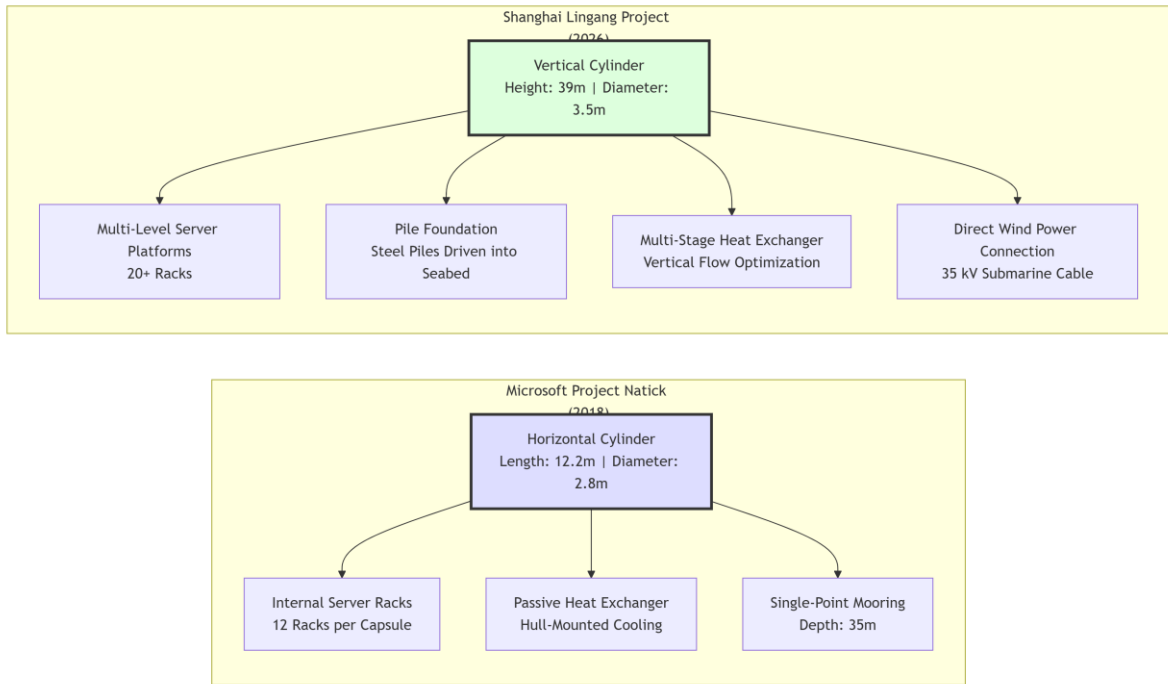 Shanghai Lingang Project
(2026)
Vertical Cylinder
Height: 39m | Diameter:
3.5m
Multi-Level Server
Platforms
20+ Racks
Pile Foundation
Steel Piles Driven into
Seabed
Multi-Stage Heat Exchanger
Vertical Flow Optimization
Direct Wind Power
Connection
35 kV Submarine Cable
Microsoft Project Natick
(2018)
Horizontal Cylinder
Length: 12.2m | Diameter:
2.8m
Internal Server Racks
12 Racks per Capsule
Passive Heat Exchanger
Hull-Mounted Cooling
Single-Point Mooring
Depth: 35m